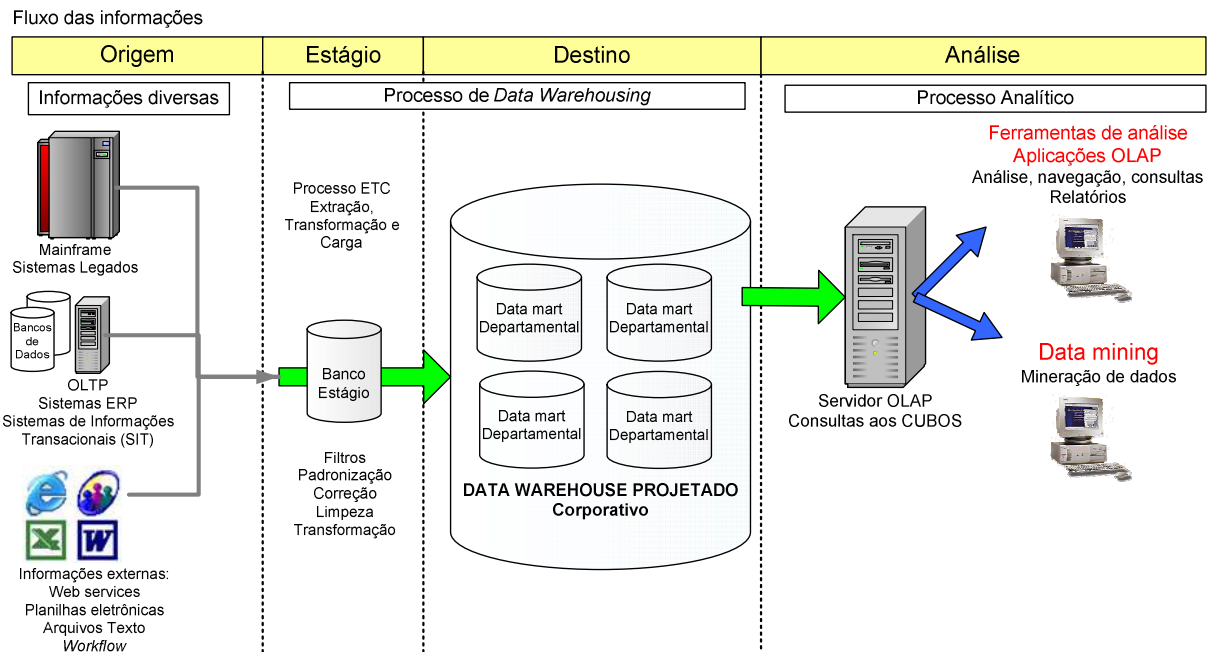 Fluxo das informações
Origem
Estágio
Destino
Análise
Informações diversas
Processo de Data Warehousing
Processo Analítico
Mainframe
Sistemas Legados
Bancos
de
Dados
OLTP
Sistemas ERP
Sistemas de Informações
Transacionais (SIT)
Informações externas:
Web services
Planilhas eletrônicas
Arquivos Texto
Workflow
Processo ETC
Extração,
Transformação e
Carga
Banco
Estágio
Filtros
Padronização
Correção
Limpeza
Transformação
Data mart
Departamental
Data mart
Departamental
Data mart
Departamental
Data mart
Departamental
DATA WAREHOUSE PROJETADO
Corporativo
Servidor OLAP
Consultas aos CUBOS
Ferramentas de análise
Aplicações OLAP
Análise, navegação, consultas
Relatórios
Data mining
Mineração de dados